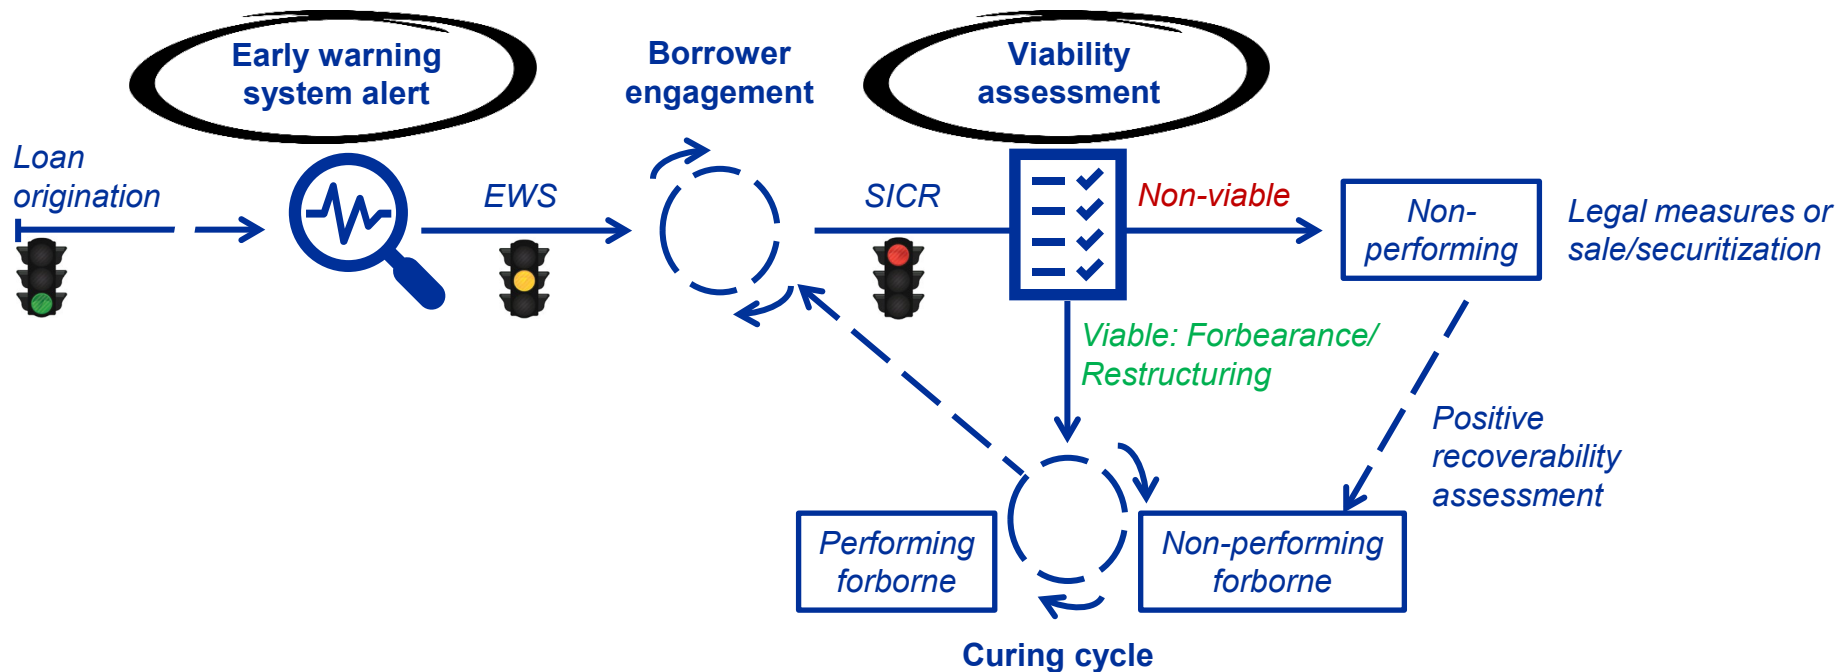 Early warning
system alert
Borrower
engagement
Viability
assessment
Loan
origination
EWS
SICR
Non-viable
Non-
performing
Legal measures or
sale/securitization
Viable: Forbearance/
Restructuring
Positive
recoverability
assessment
Performing
forborne
Non-performing
forborne
Curing cycle